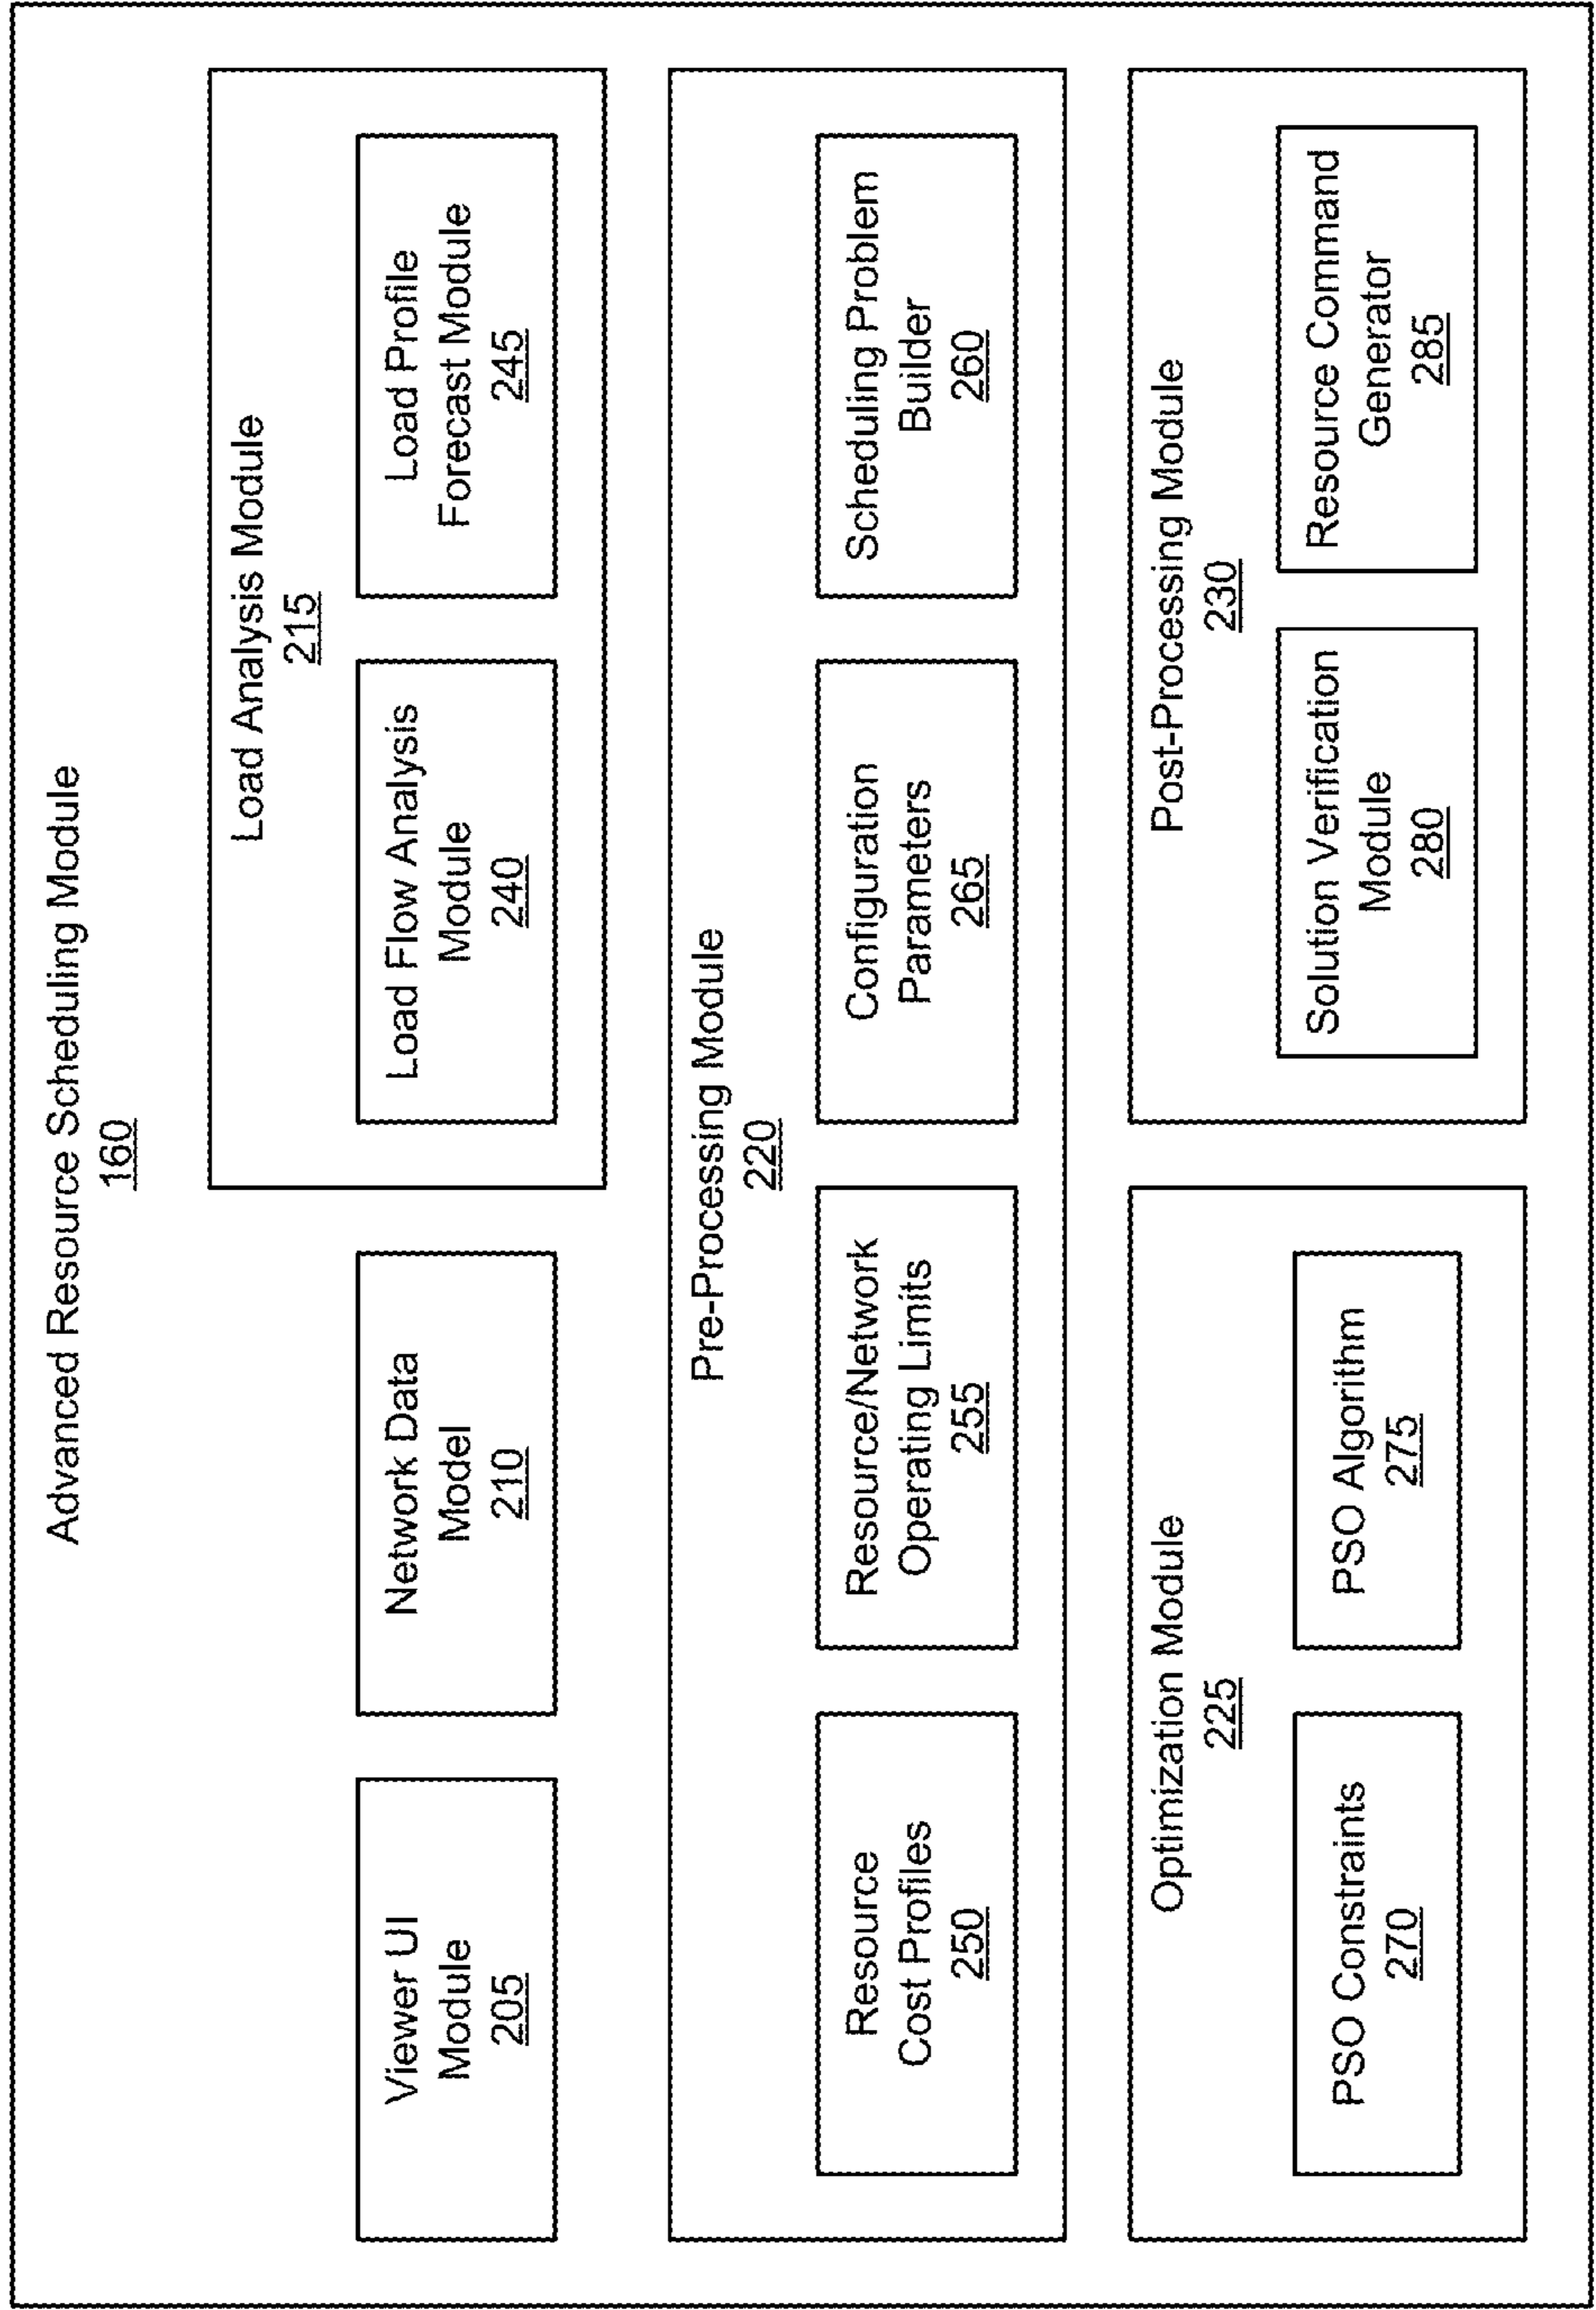 Advanced Resource Scheduling Module
160
Viewer UI
Module
205
Network Data
Model
210
Load Analysis Module
215
Load Flow Analysis
Module
240
Load Profile
Forecast Module
245
Pre-Processing Module
220
Resource
Cost Profiles
250
Resource/Network
Operating Limits
255
Configuration
Parameters
265
Scheduling Problem
Builder
260
Optimization Module
225
PSO Constraints
270
PSO Algorithm
275
Post-Processing Module
230
Solution Verification
Module
280
Resource Command
Generator
285